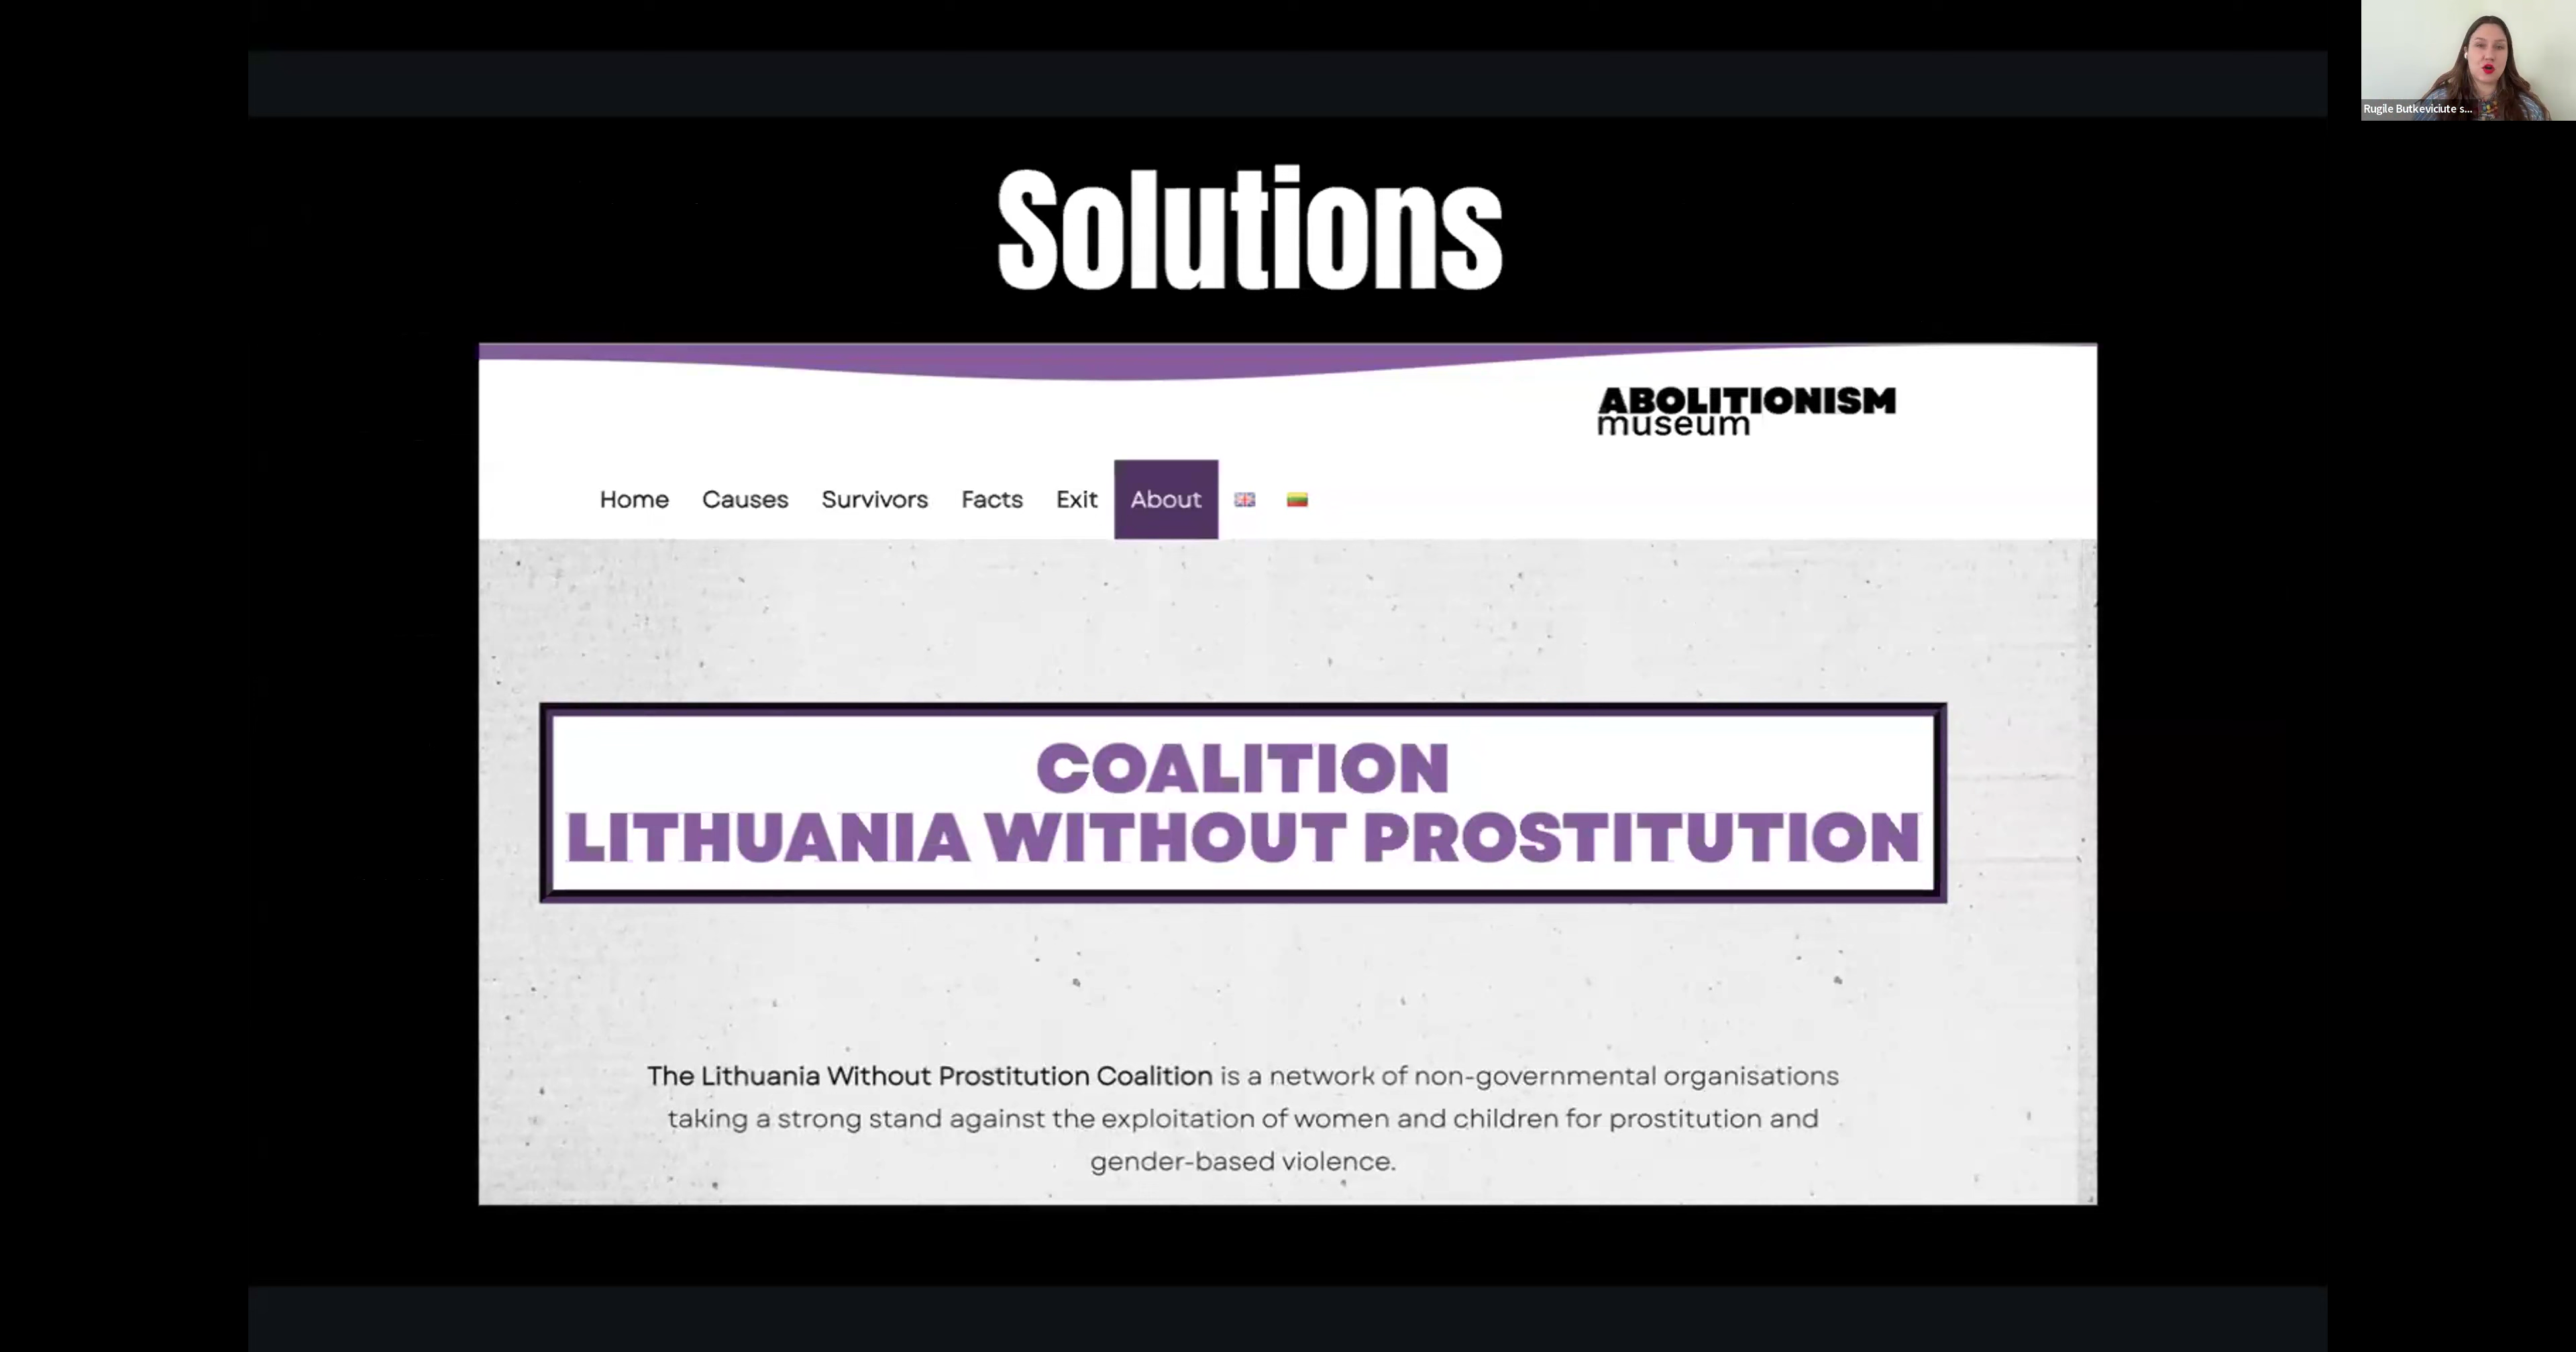 Rugile Butkeviciute s...
Solutions
ABOLITIONISM
museum
Home Causes Survivors Facts Exit About
COALITION
LITHUANIA WITHOUT PROSTITUTION
The Lithuania Without Prostitution Coalition is a network of non-governmental organisations
taking a strong stand against the exploitation of women and children for prostitution and
gender-based violence.